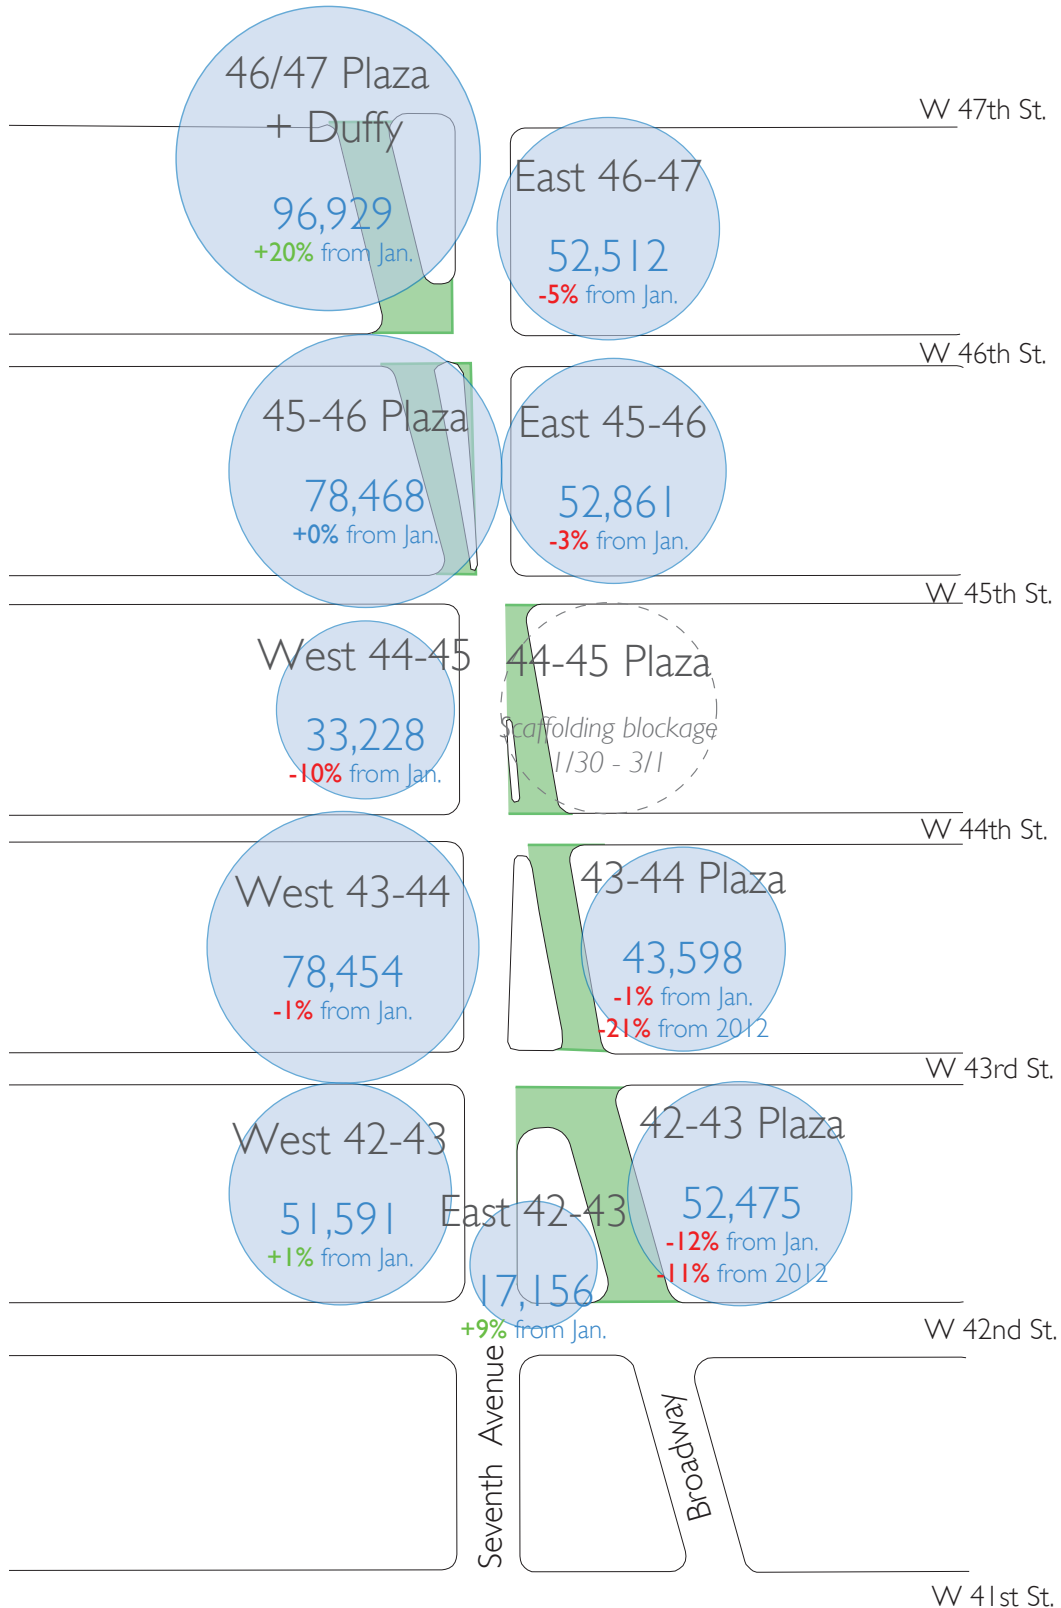 W 47th St.
46/47 Plaza
+ Duffy
96,929
+20% from Jan.
East 46-47
52,512
-5% from Jan.
W 46th St.
45-46 Plaza
78,468
+0% from Jan.
East 45-46
52,861
-3% from Jan.
W 45th St.
West 44-45
33,228
-10% from Jan.
44-45 Plaza
Scaffolding blockage
1/30 - 3/1
W 44th St.
West 43-44
78,454
-1% from Jan.
43-44 Plaza
43,598
-1% from Jan.
-21% from 2012
W 43rd St.
West 42-43
51,591
+1% from Jan.
East 42-43
17,156
+9% from Jan.
42-43 Plaza
52,475
-12% from Jan.
-11% from 2012
W 42nd St.
Seventh Avenue
Broadway
W 41st St.